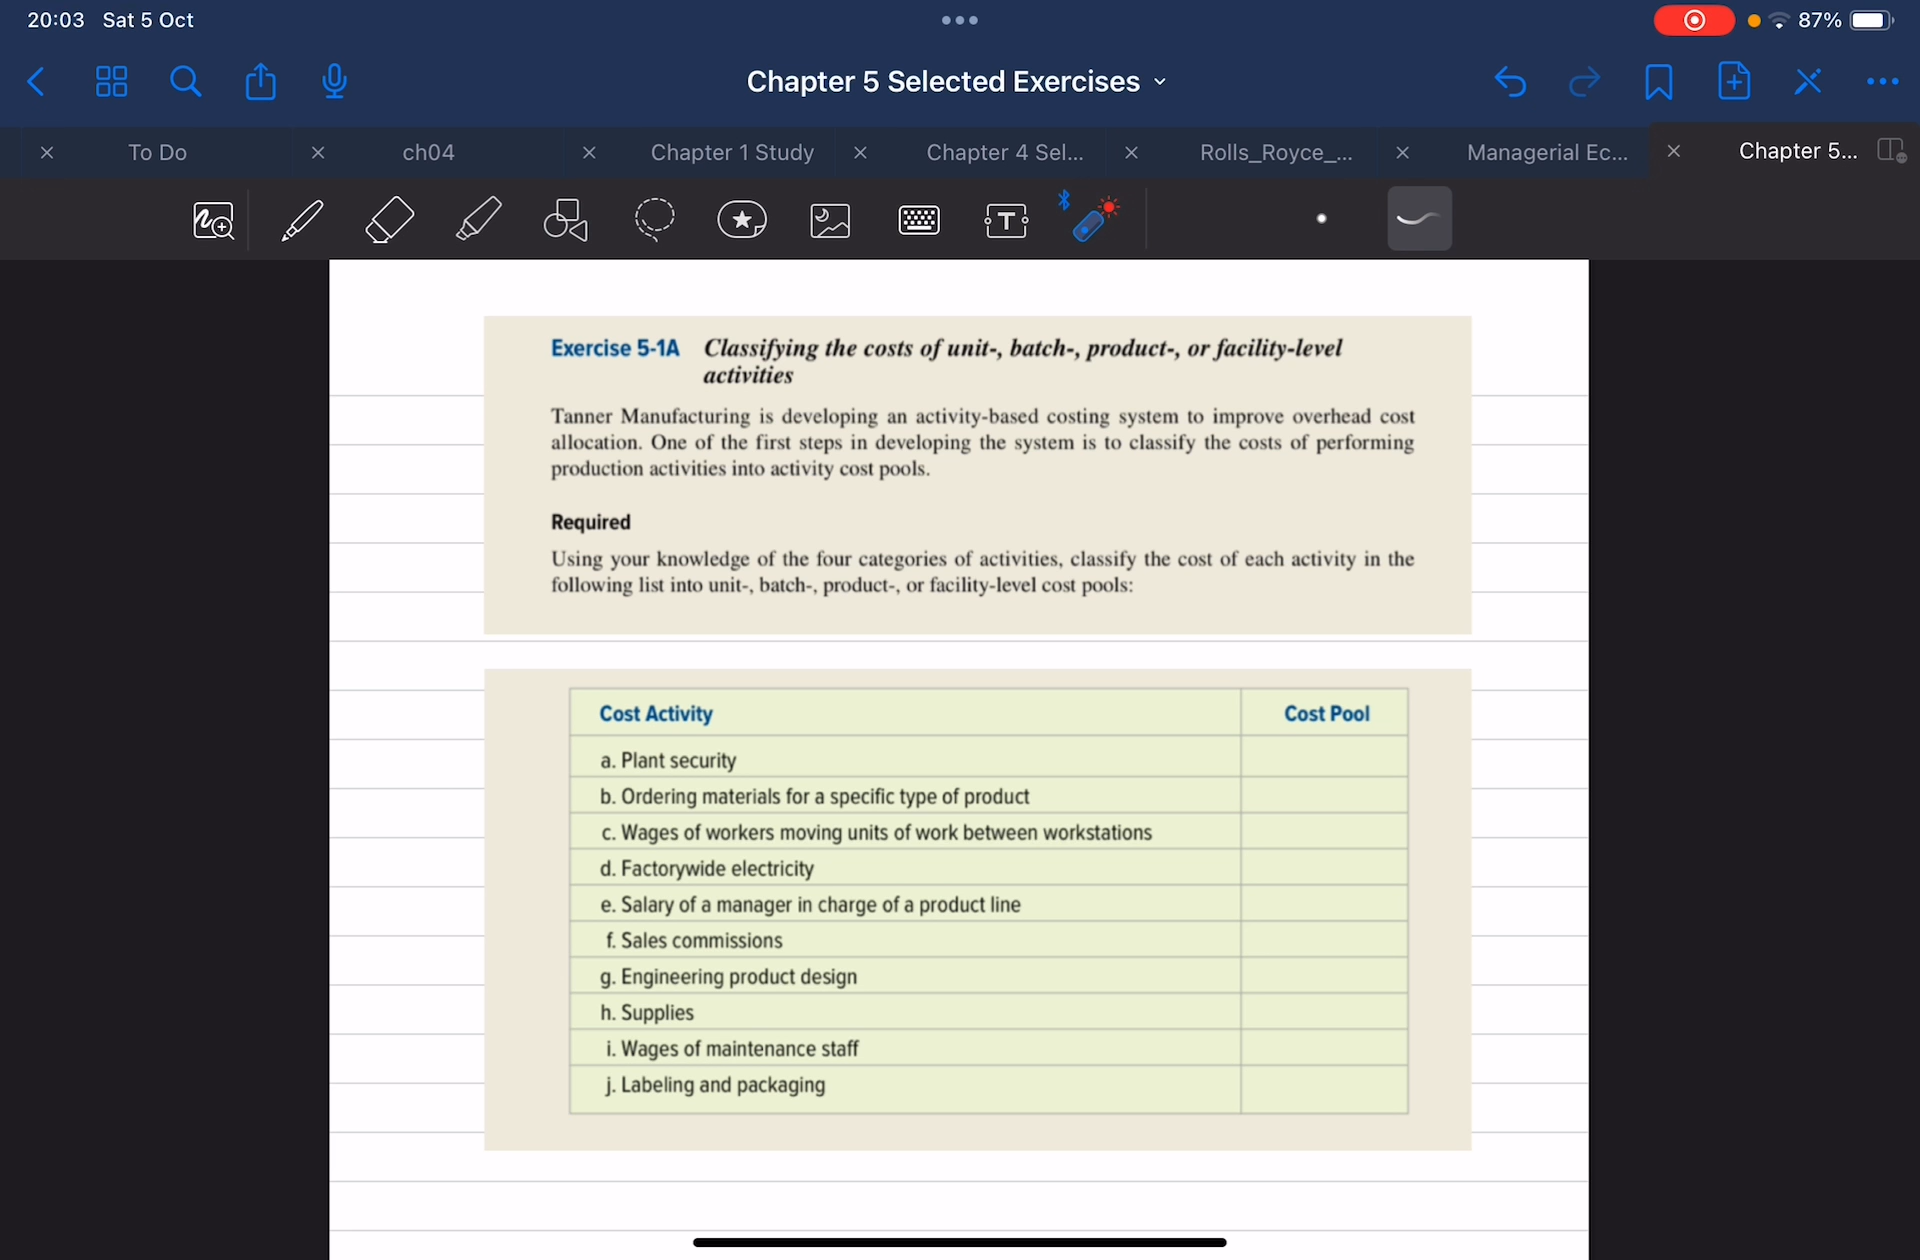 20:03 Sat 5 Oct
87%
Chapter 5 Selected Exercises
To Do
ch04
Chapter 1 Study
Chapter 4 Sel...
Rolls_Royce_...
Managerial Ec...
Chapter 5...
T
Exercise 5-1A Classifying the costs of unit-, batch-, product-, or facility-level
activities
Tanner Manufacturing is developing an activity-based costing system to improve overhead cost
allocation. One of the first steps in developing the system is to classify the costs of performing
production activities into activity cost pools.
Required
Using your knowledge of the four categories of activities, classify the cost of each activity in the
following list into unit-, batch-, product-, or facility-level cost pools:
Cost Activity Cost Pool
a. Plant security
b. Ordering materials for a specific type of product
c. Wages of workers moving units of work between workstations
d. Factorywide electricity
e. Salary of a manager in charge of a product line
f. Sales commissions
g. Engineering product design
h. Supplies
i. Wages of maintenance staff
j. Labeling and packaging